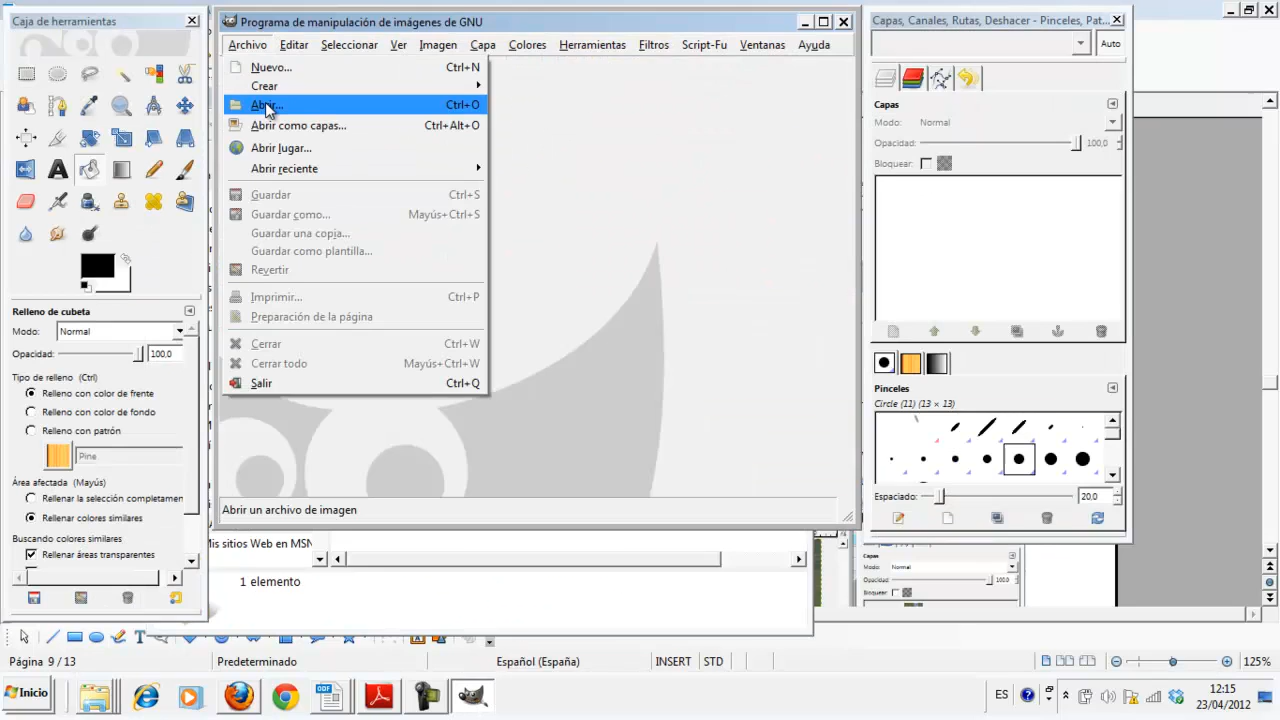 Caja de herramientas
Programa de manipulación de imágenes de GNU
Capas, Canales, Rutas, Deshacer - Pinceles, Pat...
Archivo Editar Seleccionar Ver Imagen Capa Colores Herramientas Filtros Script-Fu Ventanas Ayuda
Auto
Nuevo... Ctrl+N
Crear
Abrir... Ctrl+O
Abrir como capas... Ctrl+Alt+O
Abrir lugar...
Abrir reciente
Guardar Ctrl+S
Guardar como... Mayús+Ctrl+S
Guardar una copia...
Guardar como plantilla...
Revertir
Imprimir... Ctrl+P
Preparación de la página
Cerrar Ctrl+W
Cerrar todo Mayús+Ctrl+W
Salir Ctrl+Q
Capas
Modo: Normal
Opacidad: 100,0
Bloquear:
Relleno de cubeta
Modo: Normal
Opacidad: 100,0
Tipo de relleno (Ctrl)
Relleno con color de frente
Relleno con color de fondo
Relleno con patrón
Pine
Área afectada (Mayús)
Rellenar la selección completamen
Rellenar colores similares
Buscando colores similares
Rellenar áreas transparentes
Pinceles
Circle (11) (13 × 13)
Espaciado: 20.0
Abrir un archivo de imagen
Mis sitios Web en MSN
1 elemento
Capas
Modo: Normal
Opacidad: 100,0
Bloquear:
Página 9 / 13 Predeterminado Español (España) INSERT STD 125%
Inicio ES 12:15
23/04/2012